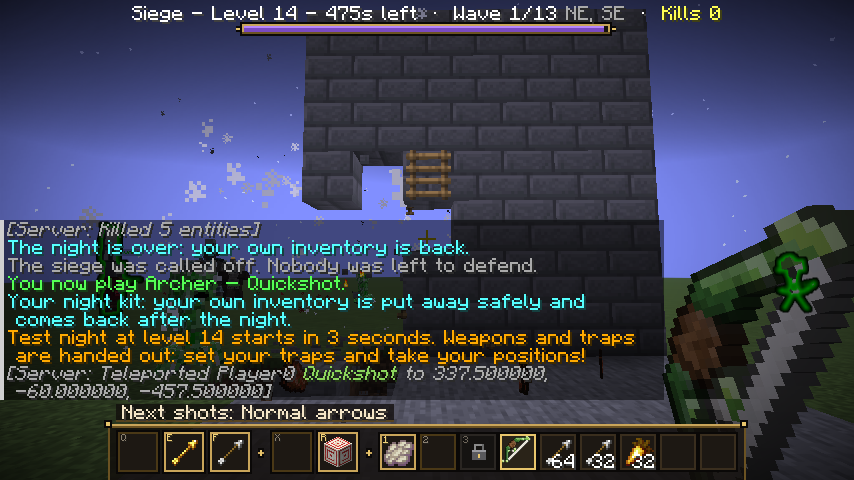 Siege - Level 14 - 475s left · Wave 1/13 NE, SE · Kills 0
[Server: Killed 5 entities]
The night is over: your own inventory is back.
The siege was called off. Nobody was left to defend.
You now play Archer - Quickshot.
Your night kit: your own inventory is put away safely and
comes back after the night.
Test night at level 14 starts in 3 seconds. Weapons and traps
are handed out: set your traps and take your positions!
[Server: Teleported Player0 Quickshot to 337.500000,
-60.000000, -457.500000]
Next shots: Normal arrows
Q E F + X R + 1 2 3
64 32 32